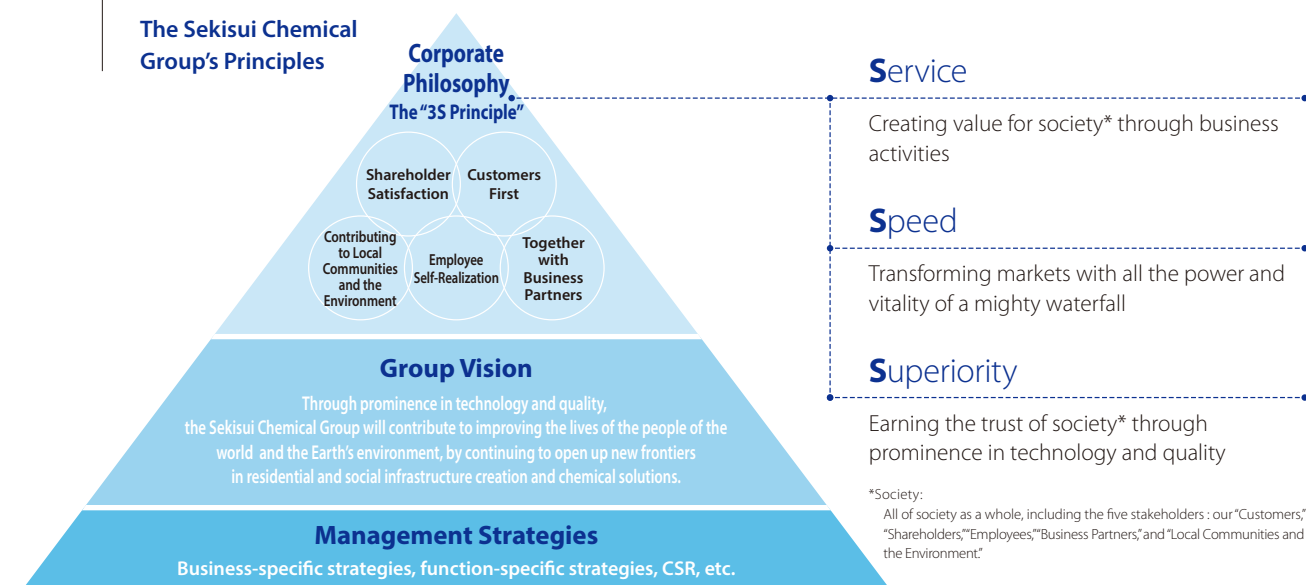 The Sekisui Chemical
Group's Principles
Corporate
Philosophy
The “3S Principle”
Shareholder
Satisfaction
Customers
First
Contributing
to Local
Communities
and the
Environment
Employee
Self-Realization
Together
with
Business
Partners
Group Vision
Through prominence in technology and quality,
the Sekisui Chemical Group will contribute to improving the lives of the people of the
world and the Earth's environment, by continuing to open up new frontiers
in residential and social infrastructure creation and chemical solutions.
Management Strategies
Business-specific strategies, function-specific strategies, CSR, etc.
Service
Creating value for society* through business
activities
Speed
Transforming markets with all the power and
vitality of a mighty waterfall
Superiority
Earning the trust of society* through
prominence in technology and quality
*Society:
All of society as a whole, including the five stakeholders : our “Customers,”
“Shareholders,” “Employees,” “Business Partners,” and “Local Communities and
the Environment.”